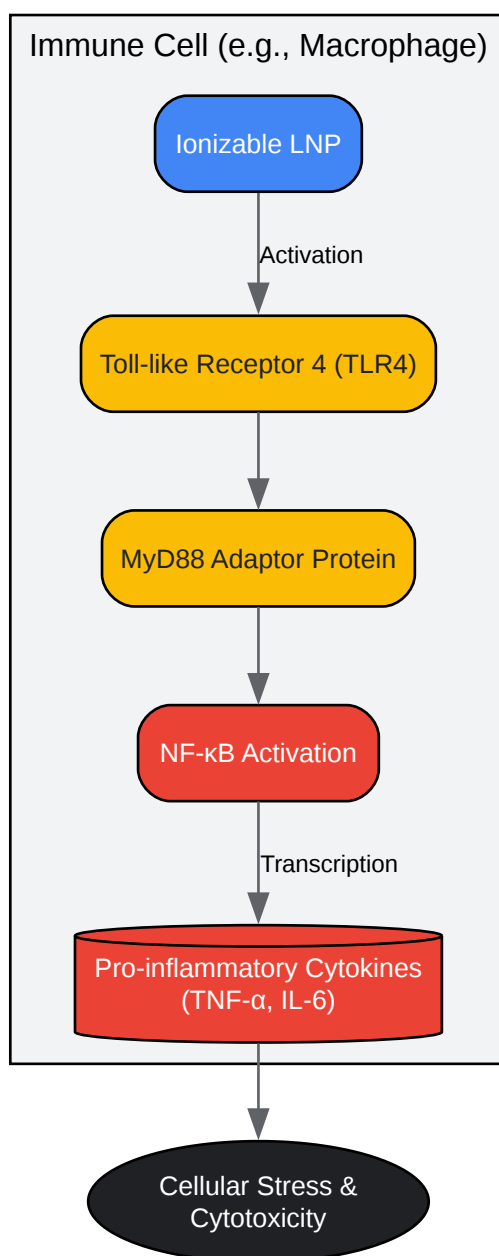 Immune Cell (e.g., Macrophage)
Ionizable LNP
Activation
Toll-like Receptor 4 (TLR4)
MyD88 Adaptor Protein
NF-κB Activation
Transcription
Pro-inflammatory Cytokines
(TNF-α, IL-6)
Cellular Stress &
Cytotoxicity